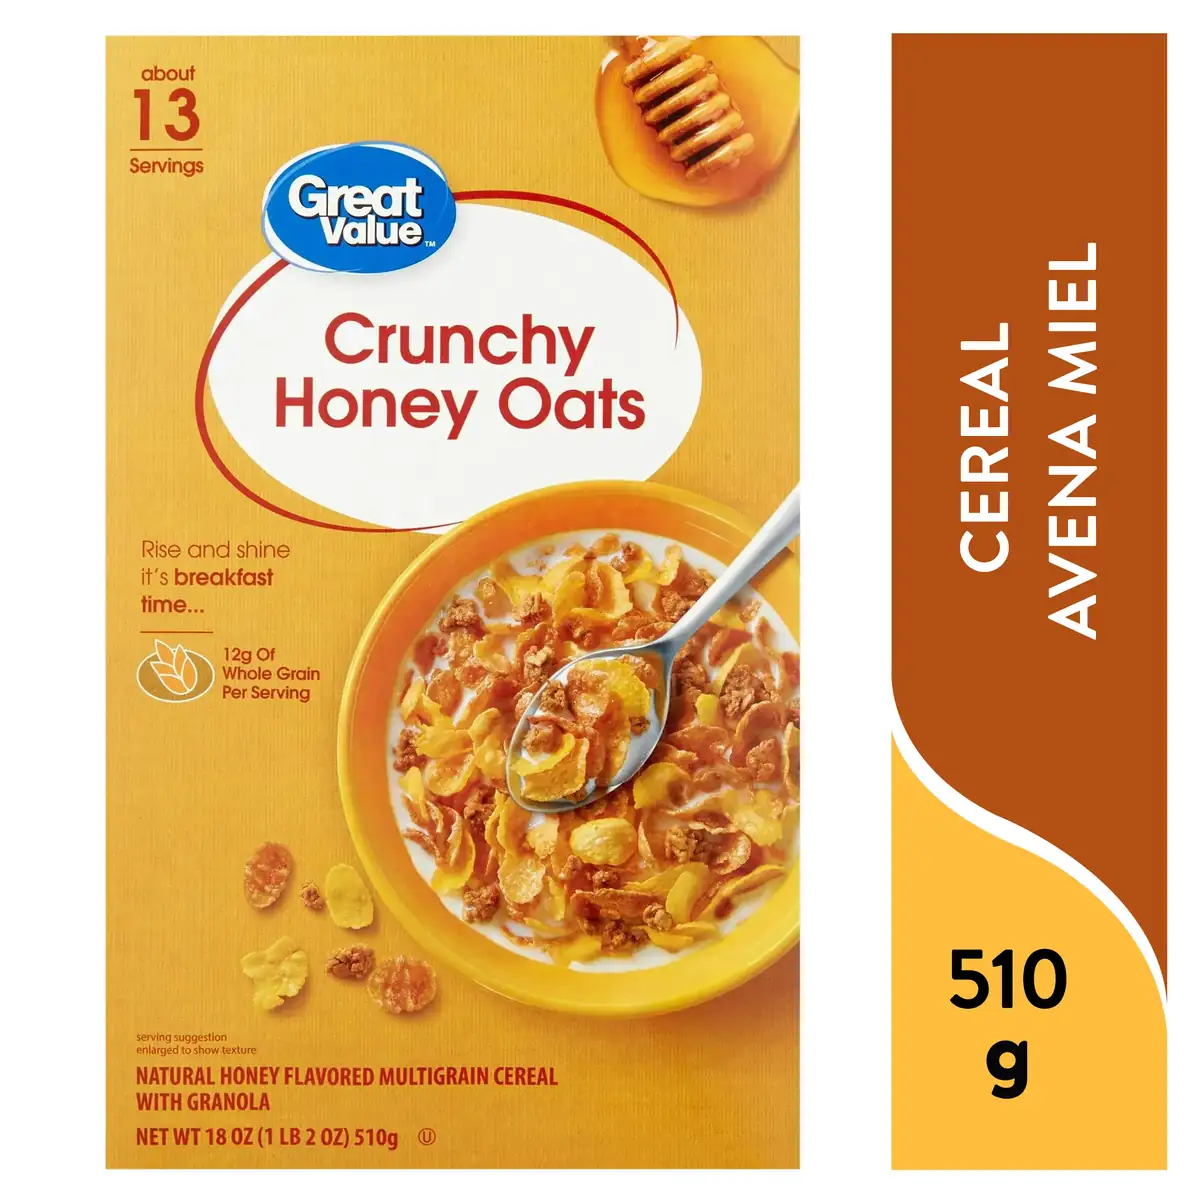 about
13
Servings
Great
Value™
Crunchy
Honey Oats
Rise and shine
it's breakfast
time...
12g Of
Whole Grain
Per Serving
serving suggestion
enlarged to show texture
NATURAL HONEY FLAVORED MULTIGRAIN CEREAL
WITH GRANOLA
NET WT 18 OZ (1 LB 2 OZ) 510g Ⓤ
CEREAL
AVENA MIEL
510
g